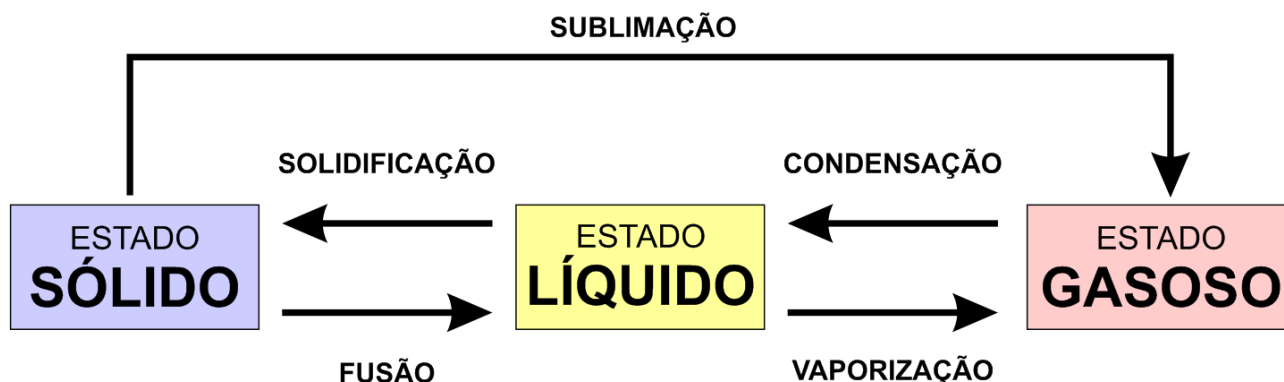 SUBLIMAÇÃO
SOLIDIFICAÇÃO
CONDENSAÇÃO
ESTADO
SÓLIDO
ESTADO
LÍQUIDO
ESTADO
GASOSO
FUSÃO
VAPORIZAÇÃO